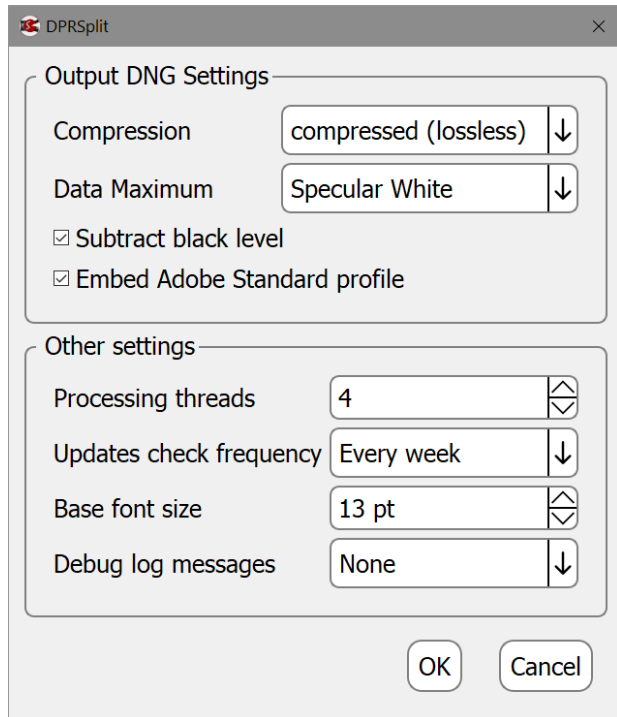 DPRSplit
Output DNG Settings
Compression compressed (lossless)
Data Maximum Specular White
Subtract black level
Embed Adobe Standard profile
Other settings
Processing threads 4
Updates check frequency Every week
Base font size 13 pt
Debug log messages None
OK Cancel